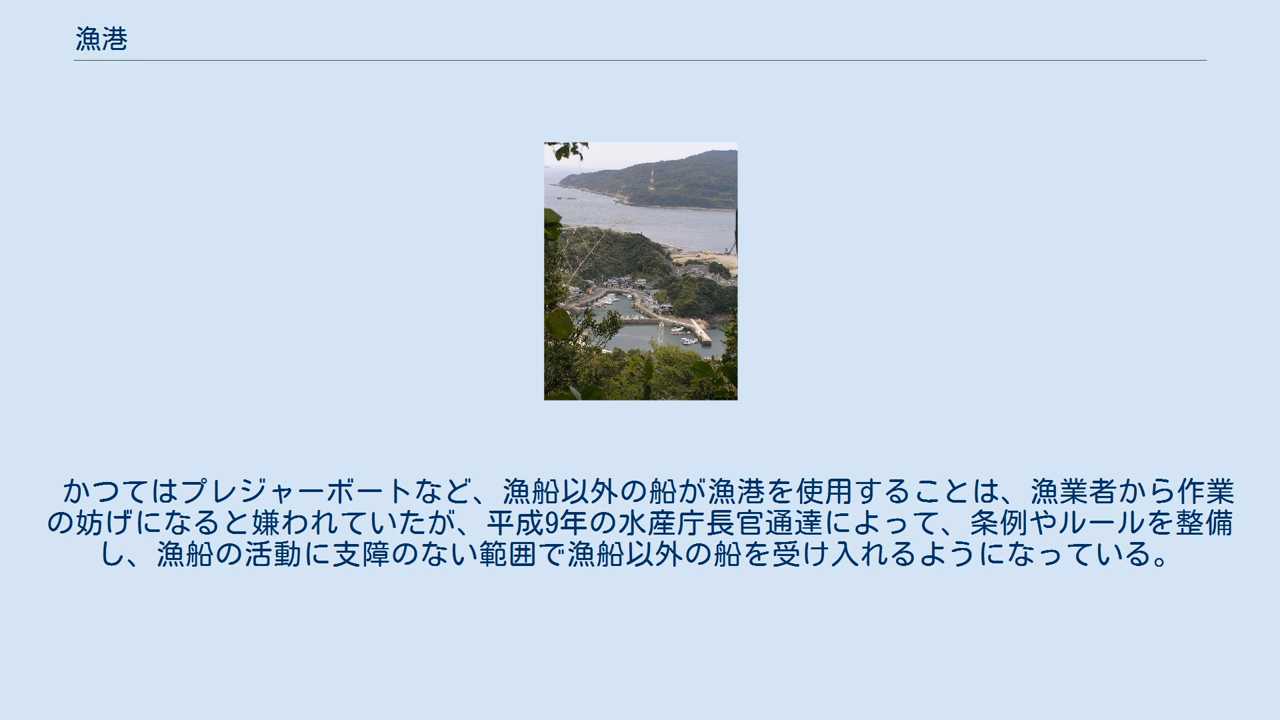 漁港
かつてはプレジャーボートなど、漁船以外の船が漁港を使用することは、漁業者から作業
の妨げになると嫌われていたが、平成9年の水産庁長官通達によって、条例やルールを整備
し、漁船の活動に支障のない範囲で漁船以外の船を受け入れるようになっている。